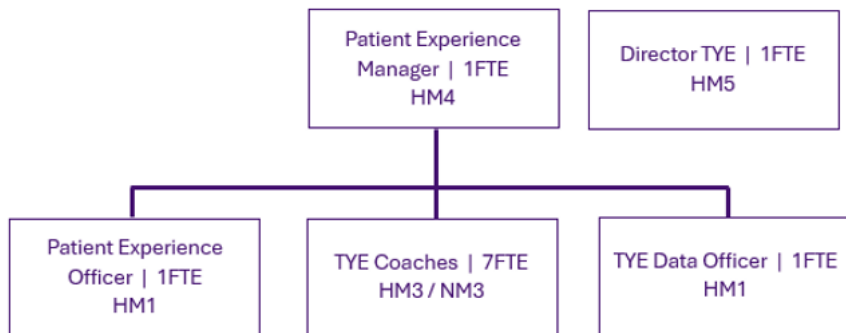 Patient Experience
Manager | 1FTE
HM4
Director TYE | 1FTE
HM5
Patient Experience
Officer | 1FTE
HM1
TYE Coaches | 7FTE
HM3 / NM3
TYE Data Officer | 1FTE
HM1